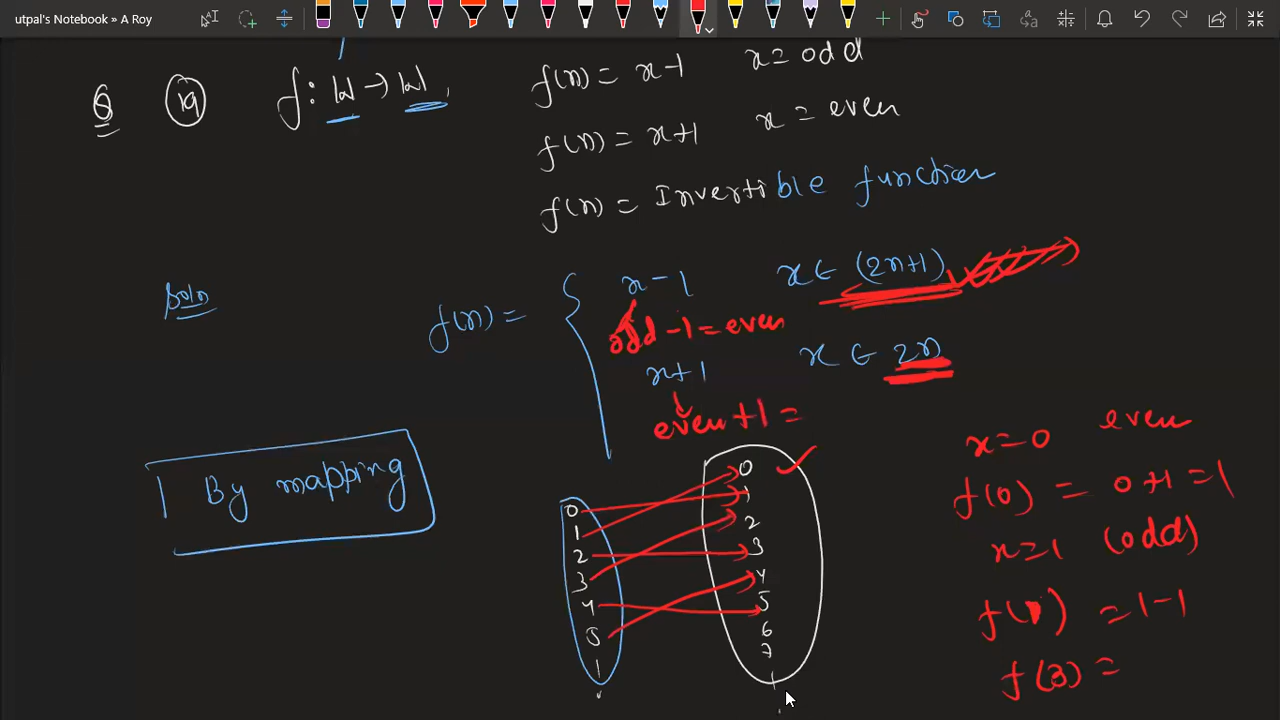 utpal's Notebook » A Roy
Q 19 f: W → W, f(n) = x-1 x = odd
f(n) = x+1 x = even
f(n) = Invertible function
Soln f(n) = { x-1 x ∈ (2n+1)
odd -1 = even
x+1 x ∈ 2n
even +1 =
By mapping
0
1
2
3
4
5
0
1
2
3
4
5
6
7
x=0 even
f(0) = 0+1 = 1
x=1 (odd)
f(1) = 1-1
f(3) =